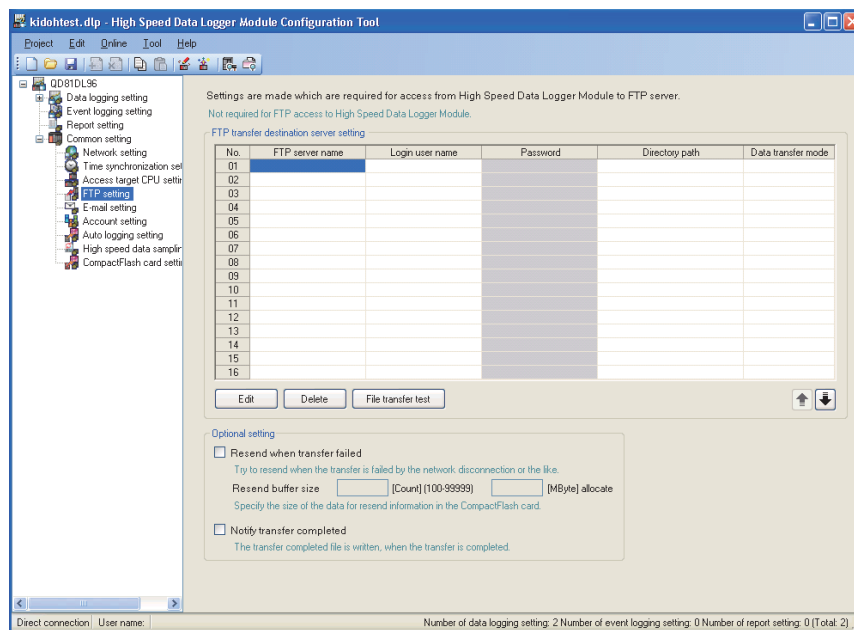 kidohtest.dlp - High Speed Data Logger Module Configuration Tool
Project Edit Online Tool Help
QD81DL96
Data logging setting
Event logging setting
Report setting
Common setting
Network setting
Time synchronization set
Access target CPU settin
FTP setting
E-mail setting
Account setting
Auto logging setting
High speed data samplin
CompactFlash card settin
Settings are made which are required for access from High Speed Data Logger Module to FTP server.
Not required for FTP access to High Speed Data Logger Module.
FTP transfer destination server setting
No. FTP server name Login user name Password Directory path Data transfer mode
01
02
03
04
05
06
07
08
09
10
11
12
13
14
15
16
Edit Delete File transfer test
Optional setting
Resend when transfer failed
Try to resend when the transfer is failed by the network disconnection or the like.
Resend buffer size [Count] (100-99999) [MByte] allocate
Specify the size of the data for resend information in the CompactFlash card.
Notify transfer completed
The transfer completed file is written, when the transfer is completed.
Direct connection User name: Number of data logging setting: 2 Number of event logging setting: 0 Number of report setting: 0 (Total: 2)